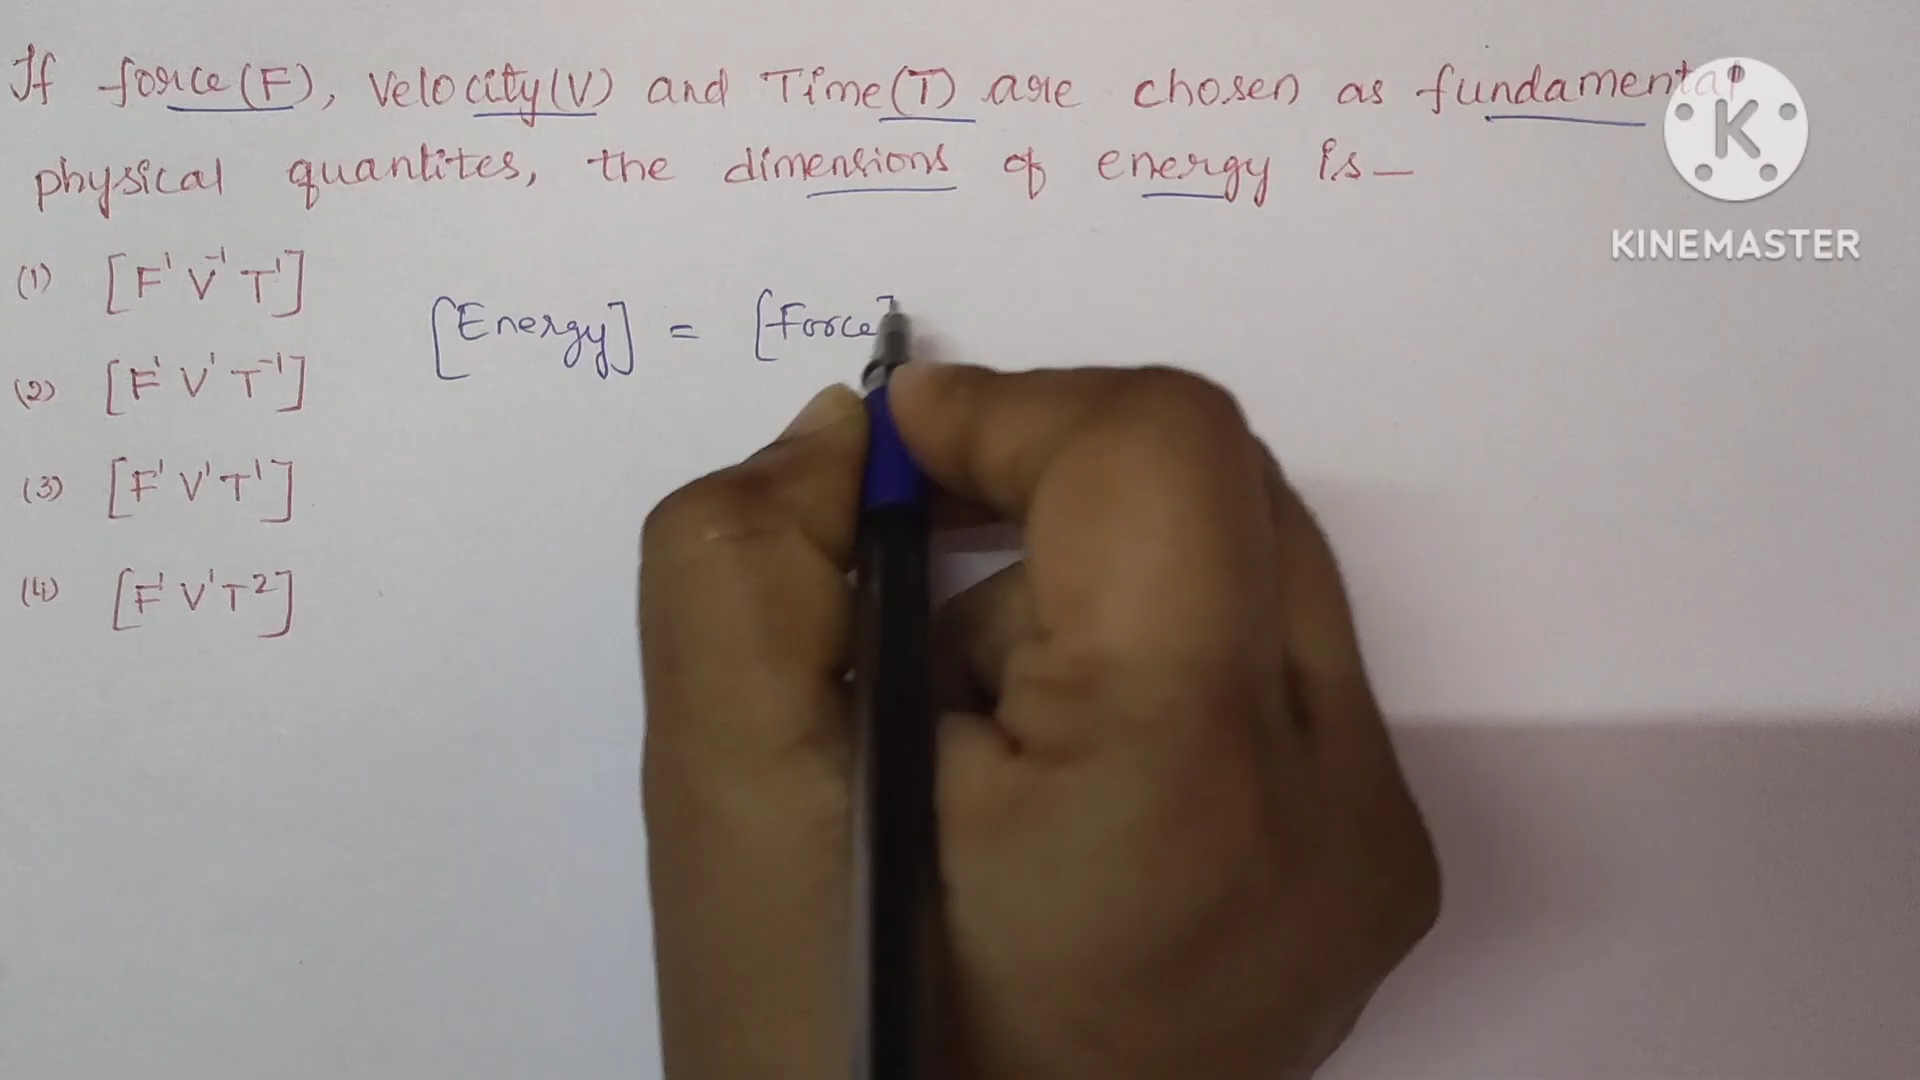 If force(F), Velocity(V) and Time(T) are chosen as fundamental
physical quantites, the dimensions of energy is—
(1) [F¹ V⁻¹ T¹]
(2) [F¹ V¹ T⁻¹]
(3) [F¹ V¹ T¹]
(4) [F¹ V¹ T²]
[Energy] = [Force]
K
KINEMASTER